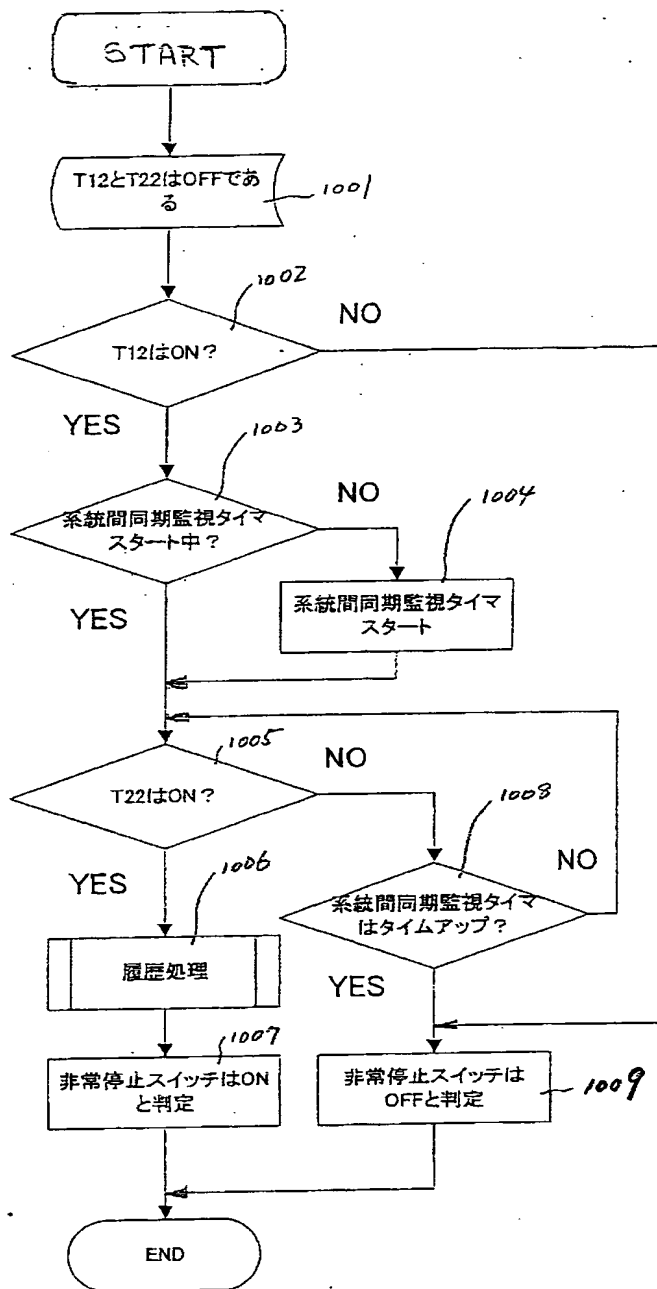 START
T12とT22はOFFであ
る
1001
1002
NO
T12はON?
YES
1003
NO
1004
系統間同期監視タイマ
スタート中?
系統間同期監視タイマ
スタート
YES
1005
NO
T22はON?
1008
NO
YES
1006
系統間同期監視タイマ
はタイムアップ?
履歴処理
YES
1007
非常停止スイッチはON
と判定
非常停止スイッチは
OFFと判定
1009
END